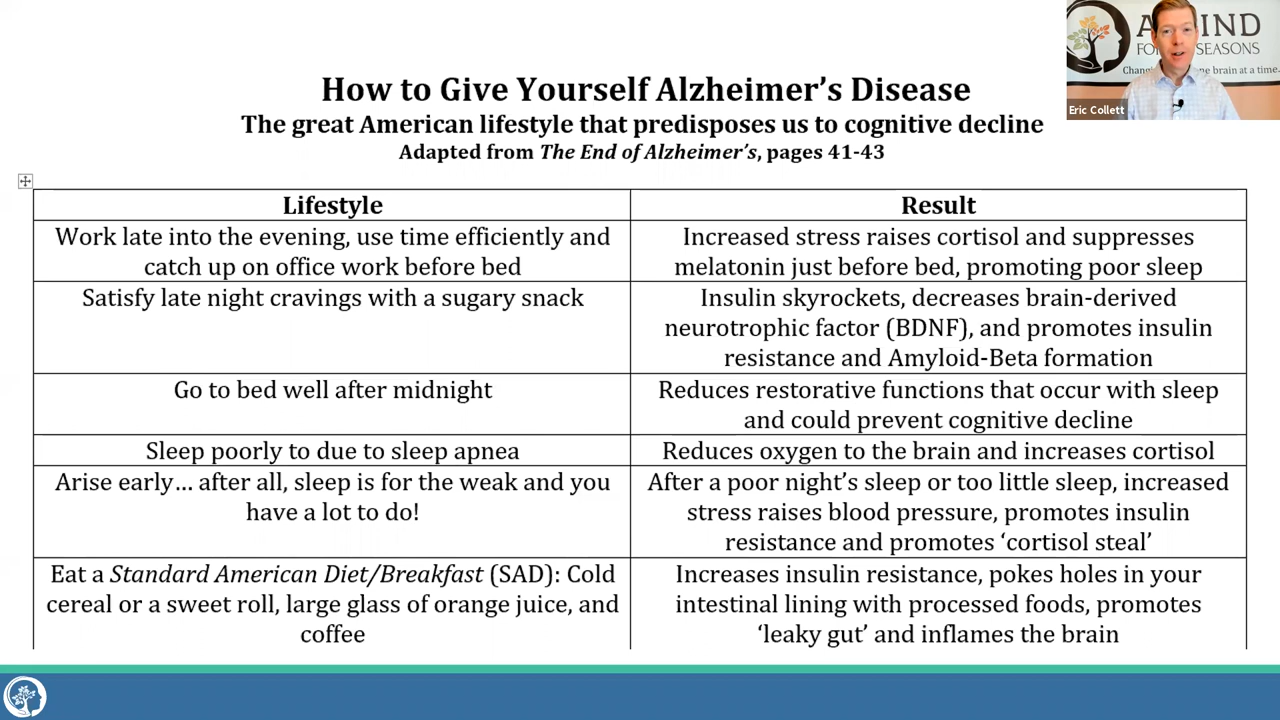 A MIND
FOR SEASONS
Eric Collett
How to Give Yourself Alzheimer's Disease
The great American lifestyle that predisposes us to cognitive decline
Adapted from The End of Alzheimer's, pages 41-43
Lifestyle
Result
Work late into the evening, use time efficiently and
catch up on office work before bed
Increased stress raises cortisol and suppresses
melatonin just before bed, promoting poor sleep
Satisfy late night cravings with a sugary snack
Insulin skyrockets, decreases brain-derived
neurotrophic factor (BDNF), and promotes insulin
resistance and Amyloid-Beta formation
Go to bed well after midnight
Reduces restorative functions that occur with sleep
and could prevent cognitive decline
Sleep poorly to due to sleep apnea
Reduces oxygen to the brain and increases cortisol
Arise early… after all, sleep is for the weak and you
have a lot to do!
After a poor night's sleep or too little sleep, increased
stress raises blood pressure, promotes insulin
resistance and promotes 'cortisol steal'
Eat a Standard American Diet/Breakfast (SAD): Cold
cereal or a sweet roll, large glass of orange juice, and
coffee
Increases insulin resistance, pokes holes in your
intestinal lining with processed foods, promotes
'leaky gut' and inflames the brain